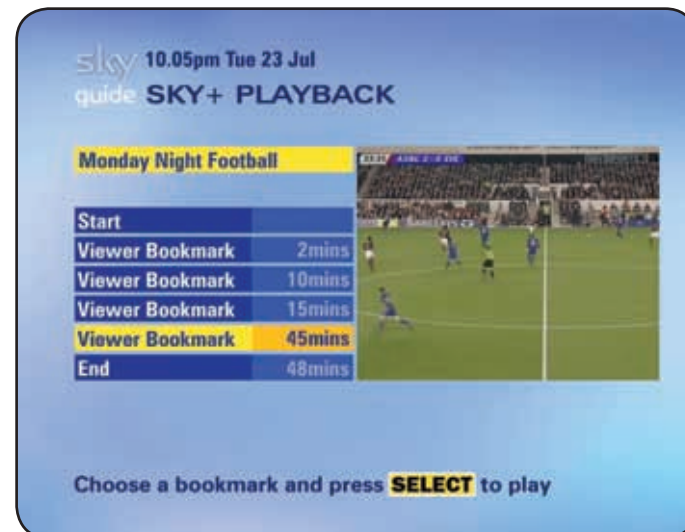 sky 10.05pm Tue 23 Jul
guide SKY+ PLAYBACK
Monday Night Football
Start
Viewer Bookmark 2mins
Viewer Bookmark 10mins
Viewer Bookmark 15mins
Viewer Bookmark 45mins
End 48mins
Choose a bookmark and press SELECT to play